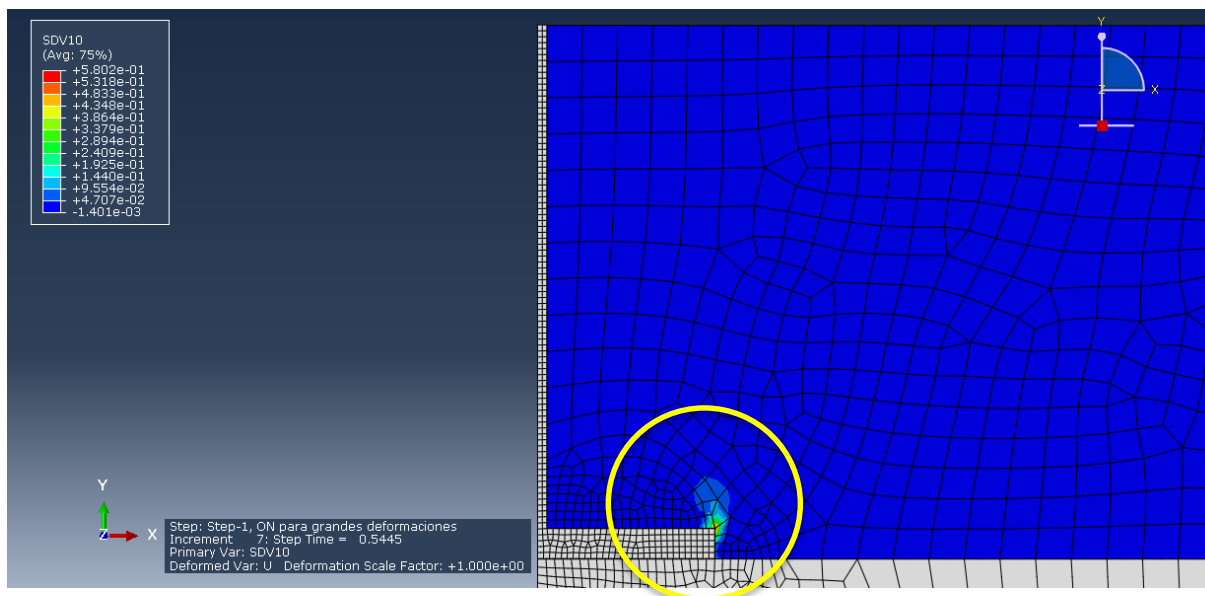 SDV10
(Avg: 75%)
+5.802e-01
+5.318e-01
+4.833e-01
+4.348e-01
+3.864e-01
+3.379e-01
+2.894e-01
+2.409e-01
+1.925e-01
+1.440e-01
+9.554e-02
+4.707e-02
-1.401e-03
Y
Z
X
Y
Z
X
Step: Step-1, ON para grandes deformaciones
Increment 7: Step Time = 0.5445
Primary Var: SDV10
Deformed Var: U Deformation Scale Factor: +1.000e+00